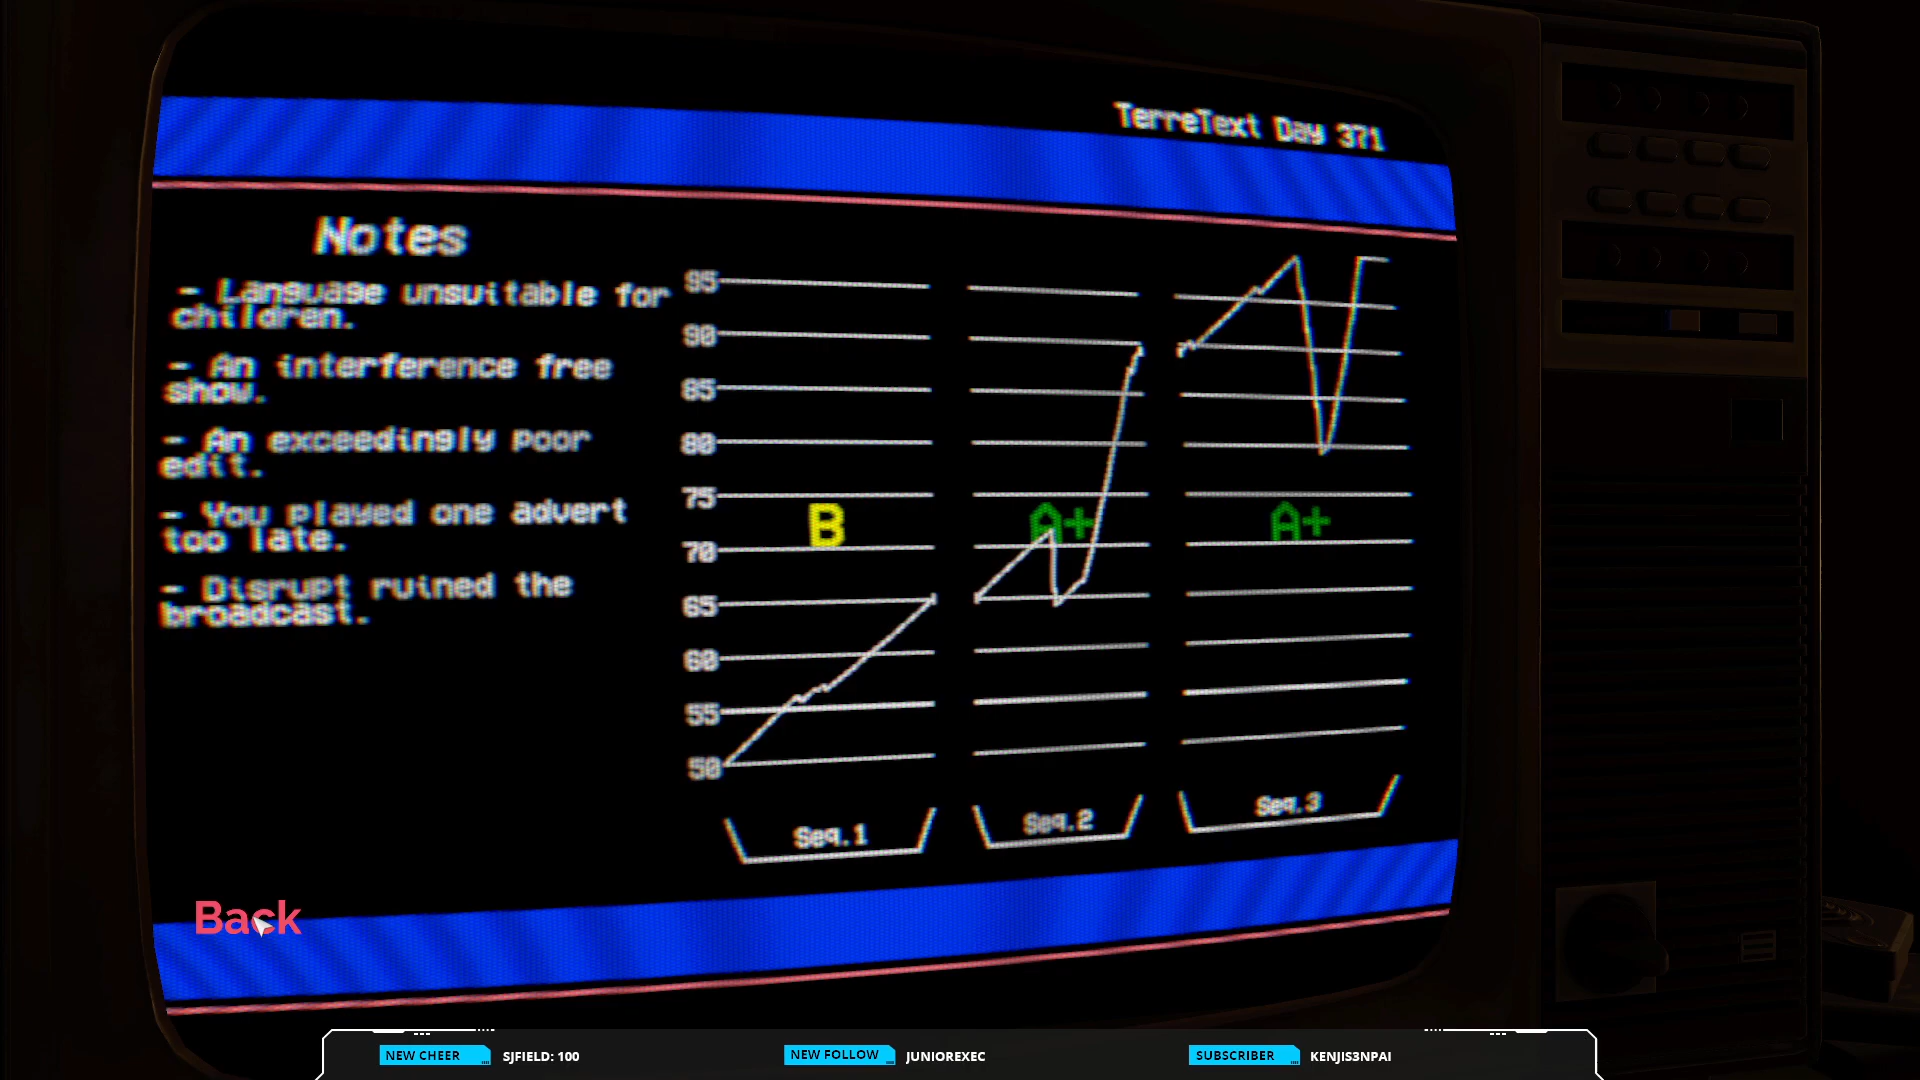 TerreText Day 371
Notes
- Language unsuitable for
children.
- An interference free
show.
- An exceedingly poor
edit.
- You played one advert
too late.
- Disrupt ruined the
broadcast.
95
90
85
80
75
70
65
60
55
50
B
A+
A+
Seq.1
Seq.2
Seq.3
Back
NEW CHEER SJFIELD: 100
NEW FOLLOW JUNIOREXEC
SUBSCRIBER KENJIS3NPAI